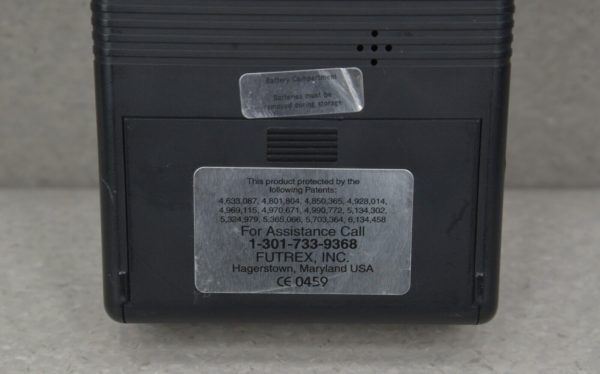 Battery Compartment
Batteries must be
removed during storage
This product protected by the
following Patents:
4,633,087, 4,801,804, 4,850,365, 4,928,014,
4,969,115, 4,970,671, 4,990,772, 5,134,302,
5,324,979, 5,365,066, 5,703,364, 6,134,458
For Assistance Call
1-301-733-9368
FUTREX, INC.
Hagerstown, Maryland USA
CE 0459